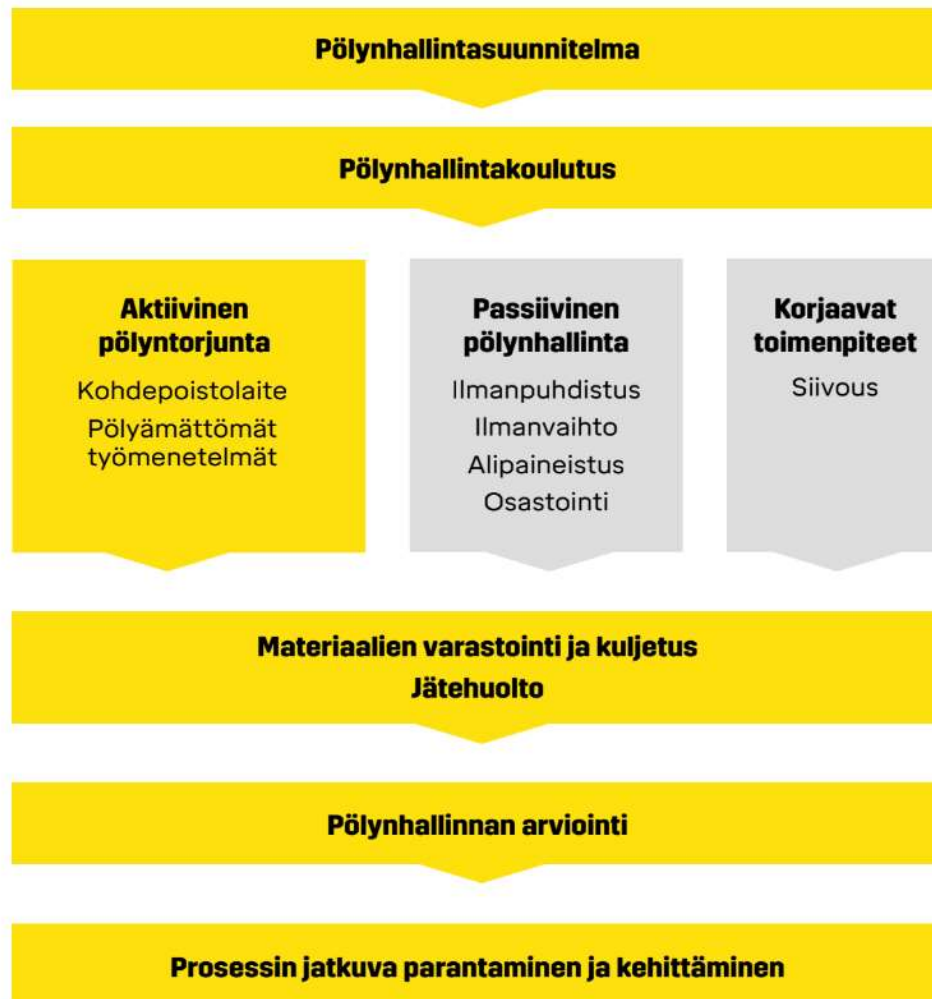 Pölynhallintasuunnitelma
Pölynhallintakoulutus
Aktiivinen
pölyntorjunta
Kohdepoistolaite
Pölyämättömät
työmenetelmät
Passiivinen
pölynhallinta
Ilmanpuhdistus
Ilmanvaihto
Alipaineistus
Osastointi
Korjaavat
toimenpiteet
Siivous
Materiaalien varastointi ja kuljetus
Jätehuolto
Pölynhallinnan arviointi
Prosessin jatkuva parantaminen ja kehittäminen